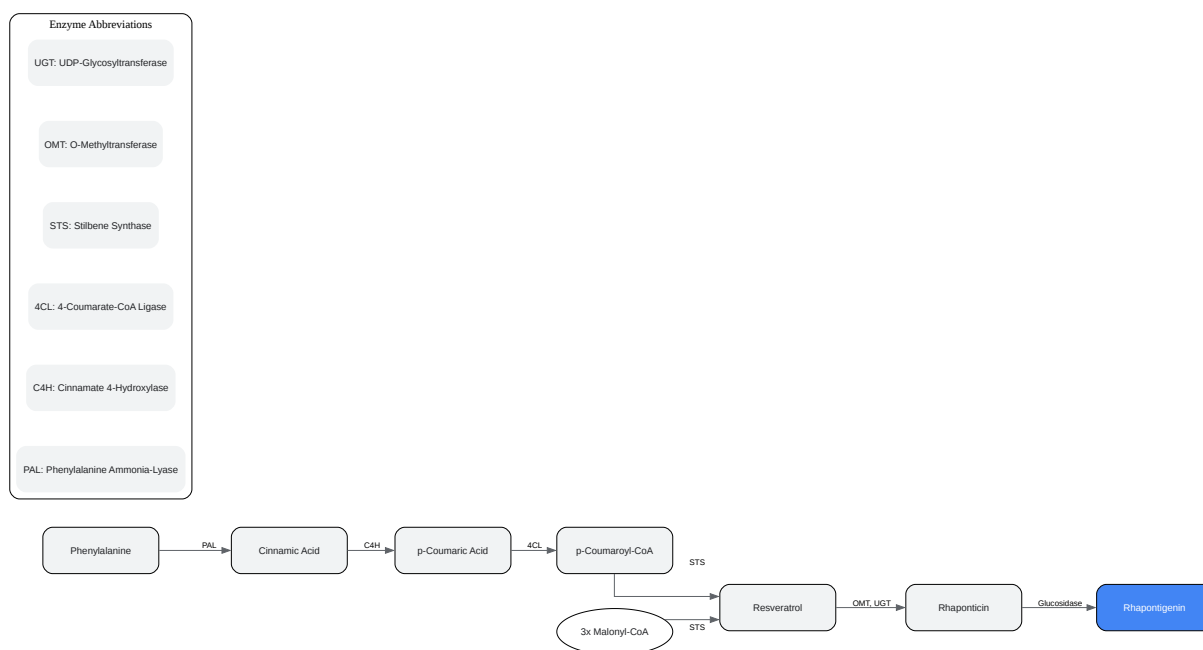 Enzyme Abbreviations
UGT: UDP-Glycosyltransferase
OMT: O-Methyltransferase
STS: Stilbene Synthase
4CL: 4-Coumarate-CoA Ligase
C4H: Cinnamate 4-Hydroxylase
PAL: Phenylalanine Ammonia-Lyase
Phenylalanine
PAL
Cinnamic Acid
C4H
p-Coumaric Acid
4CL
p-Coumaroyl-CoA
STS
3x Malonyl-CoA
STS
Resveratrol
OMT, UGT
Rhaponticin
Glucosidase
Rhapontigenin